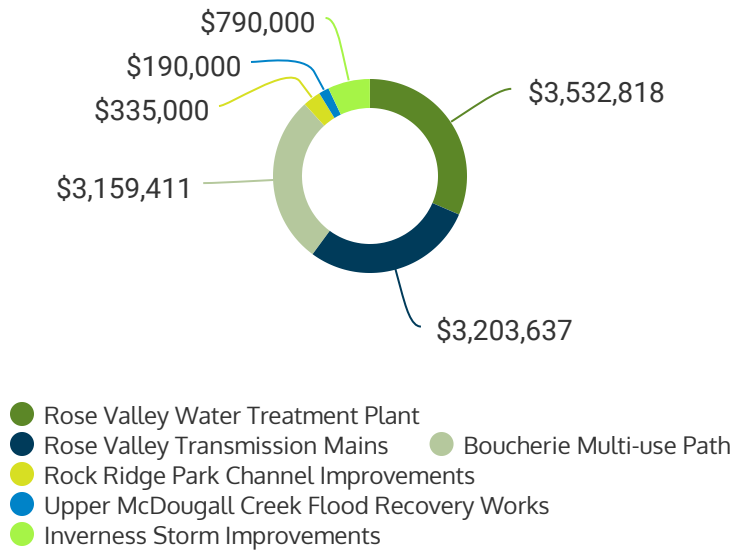 $790,000
$190,000
$3,532,818
$335,000
$3,159,411
$3,203,637
Rose Valley Water Treatment Plant
Rose Valley Transmission Mains
Boucherie Multi-use Path
Rock Ridge Park Channel Improvements
Upper McDougall Creek Flood Recovery Works
Inverness Storm Improvements